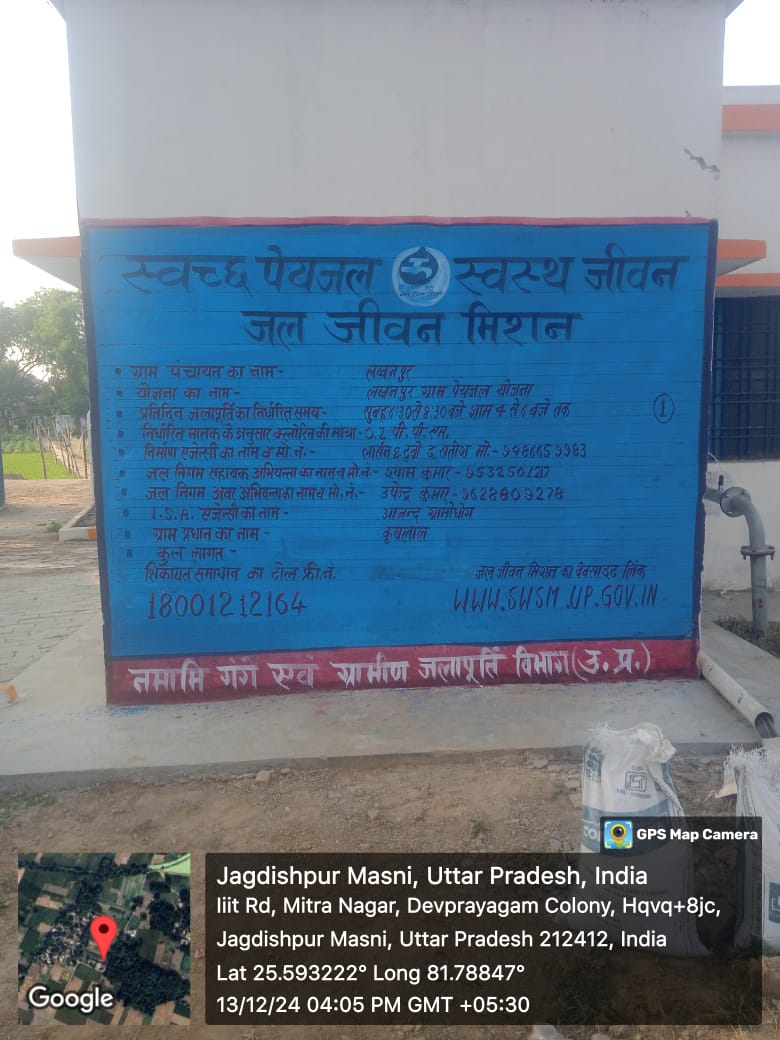 स्वच्छ पेयजल स्वस्थ जीवन
जल जीवन मिशन
ग्राम पंचायत का नाम - लखनपुर
योजना का नाम - लखनपुर ग्राम पेयजल योजना
प्रतिदिन जलापूर्ति का निर्धारित समय - सुबह 6:30 से 8:30 बजे शाम 4 से 6 बजे तक
1
निर्धारित मानक के अनुसार क्लोरिन की मात्रा - 0.2 पी. पी. एम.
निर्माण एजेन्सी का नाम व मो. नं. - लार्सन & टुब्रो इ. सतीश मो. - 9486659983
जल निगम सहायक अभियन्ता का नाम व मो. नं. - श्याम कुमार -
जल निगम अवर अभियन्ता का नाम व मो. नं. - उपेन्द्र कुमार - 9628809278
I.S.A. एजेन्सी का नाम - आनन्द ग्रामोधोग
ग्राम प्रधान का नाम -
कुल लागत -
शिकायत समाधान का टोल फ्री. नं. जल जीवन मिशन का वेबसाइट लिंक
18001212164 WWW.SWSM.UP.GOV.IN
नमामि गंगे एवं ग्रामीण जलापूर्ति विभाग (उ. प्र.)
GPS Map Camera
Jagdishpur Masni, Uttar Pradesh, India
Iiit Rd, Mitra Nagar, Devprayagam Colony, Hqvq+8jc,
Jagdishpur Masni, Uttar Pradesh 212412, India
Lat 25.593222° Long 81.78847°
13/12/24 04:05 PM GMT +05:30
Google